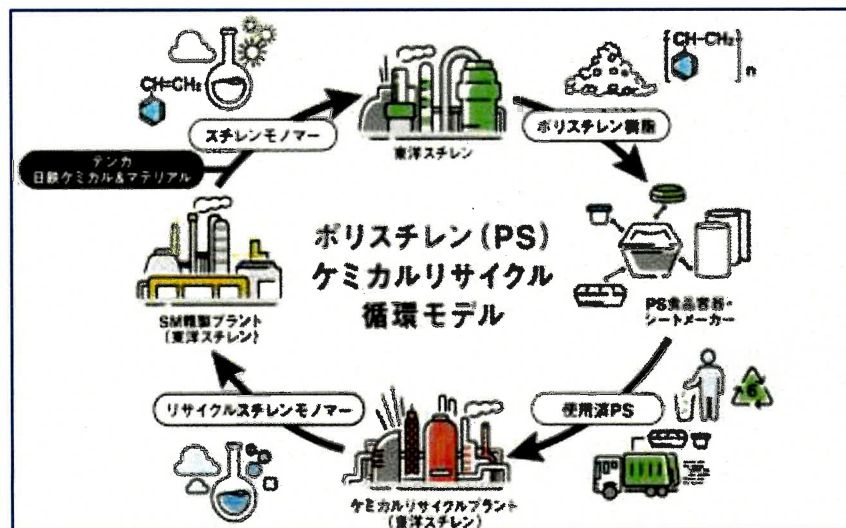 CH=CH₂
スチレンモノマー
デンカ
日鉄ケミカル&マテリアル
東洋スチレン
CH-CH₂
n
ポリスチレン樹脂
ポリスチレン(PS)
ケミカルリサイクル
循環モデル
PS食品容器・
シートメーカー
6
使用済PS
ケミカルリサイクルプラント
(東洋スチレン)
リサイクルスチレンモノマー
SM精製プラント
(東洋スチレン)